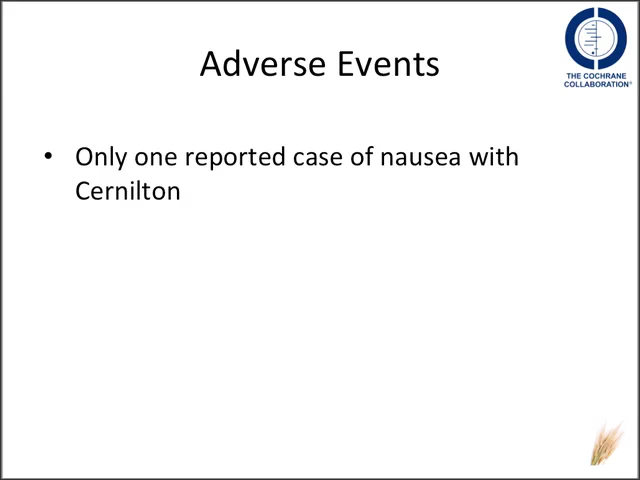 THE COCHRANE
COLLABORATION®
Adverse Events
• Only one reported case of nausea with
Cernilton